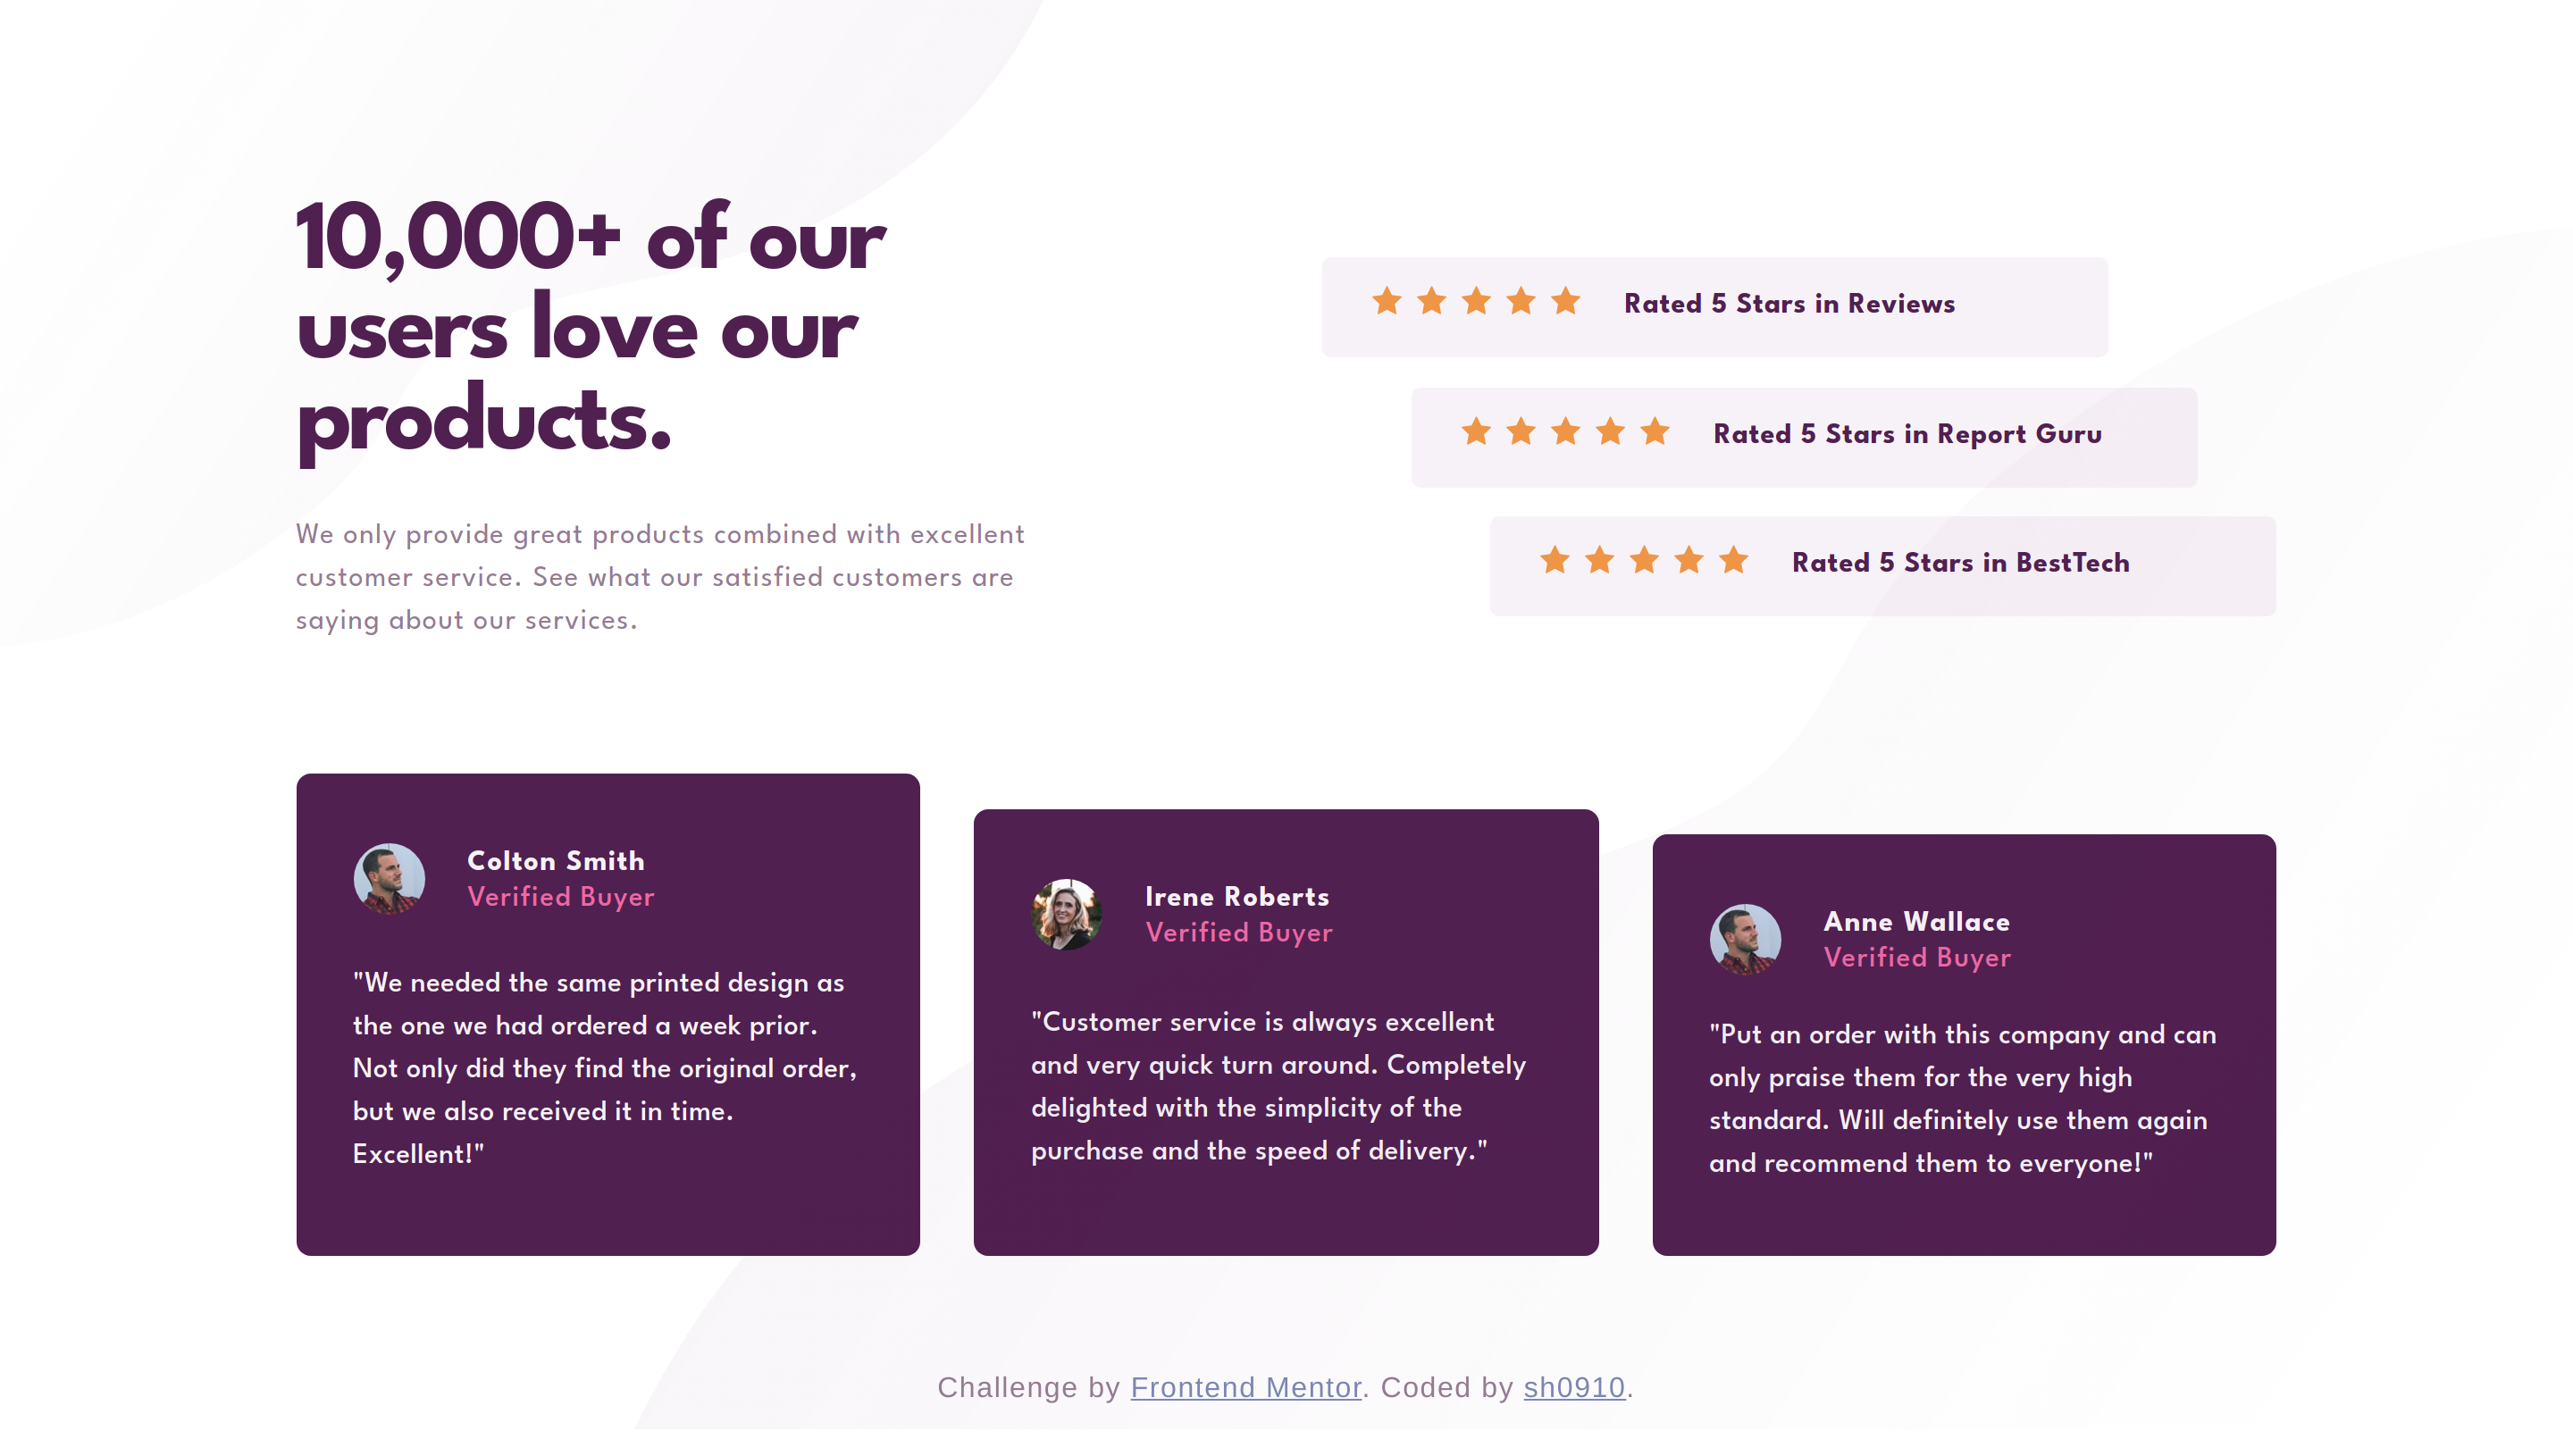 10,000+ of our
users love our
products.
We only provide great products combined with excellent
customer service. See what our satisfied customers are
saying about our services.
Rated 5 Stars in Reviews
Rated 5 Stars in Report Guru
Rated 5 Stars in BestTech
Colton Smith
Verified Buyer
"We needed the same printed design as
the one we had ordered a week prior.
Not only did they find the original order,
but we also received it in time.
Excellent!"
Irene Roberts
Verified Buyer
"Customer service is always excellent
and very quick turn around. Completely
delighted with the simplicity of the
purchase and the speed of delivery."
Anne Wallace
Verified Buyer
"Put an order with this company and can
only praise them for the very high
standard. Will definitely use them again
and recommend them to everyone!"
Challenge by Frontend Mentor. Coded by sh0910.